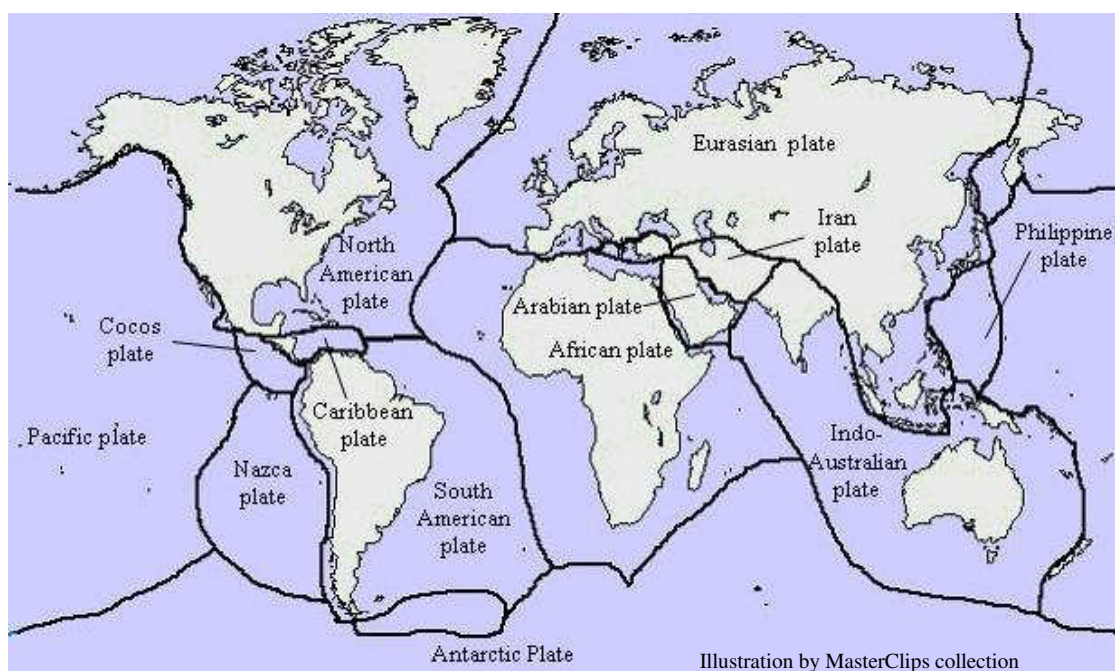 Eurasian plate
Iran
plate
Philippine
plate
North
American
plate
Arabian plate
Cocos
plate
African plate
Caribbean
plate
Pacific plate
Indo-
Australian
plate
Nazca
plate
South
American
plate
Antarctic Plate
Illustration by MasterClips collection